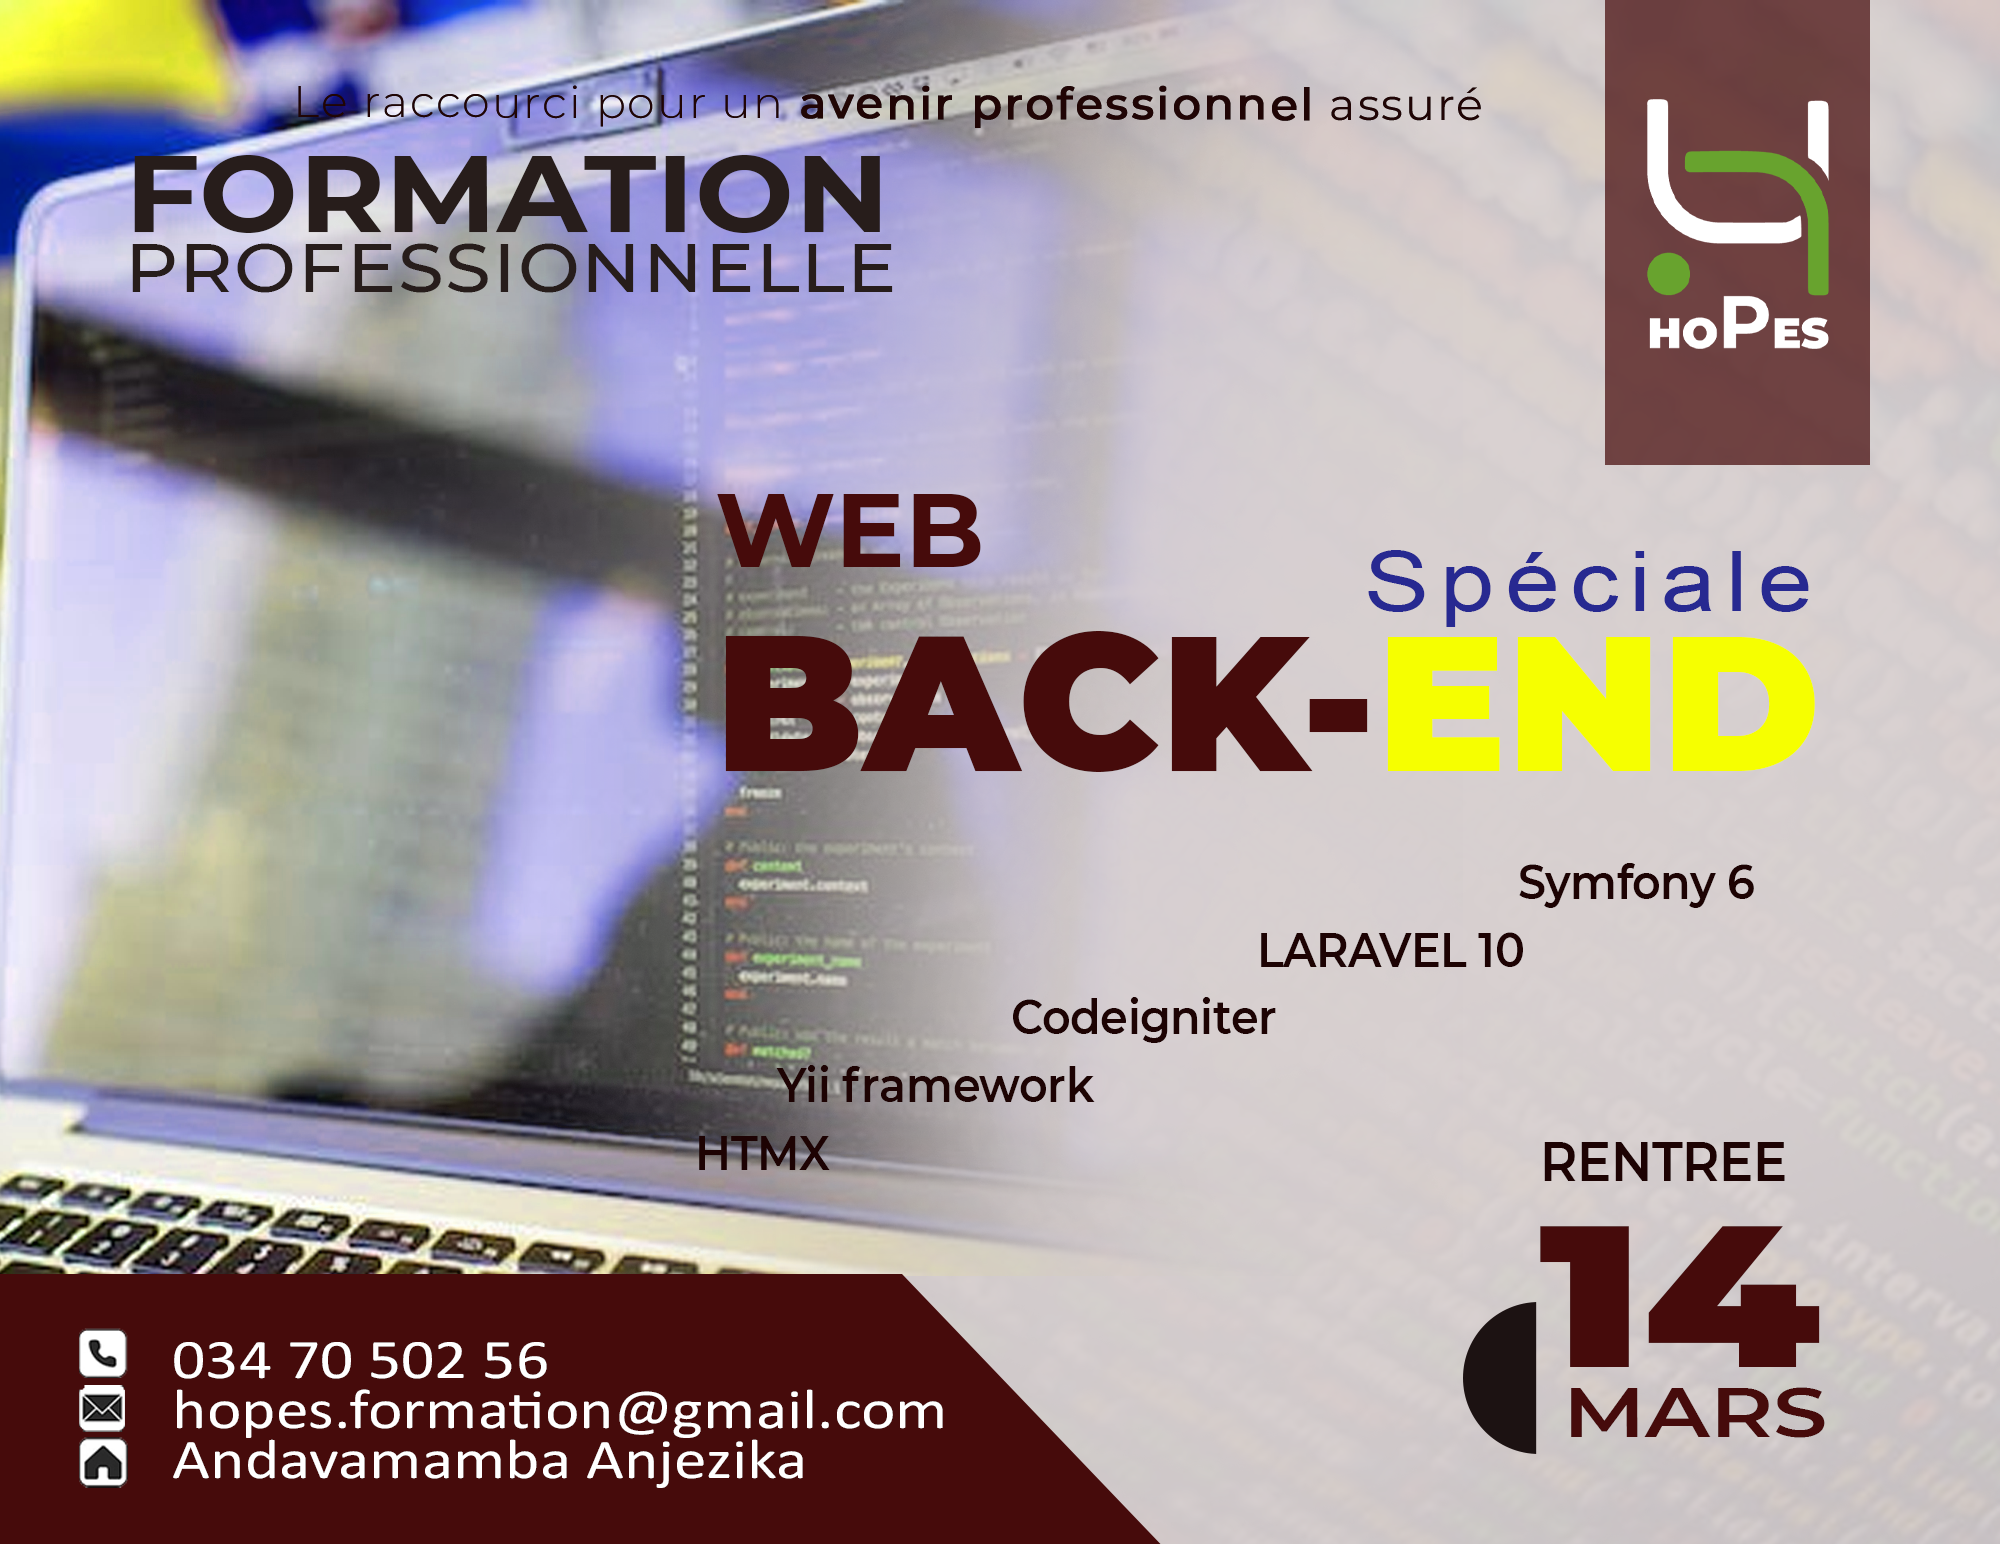 Le raccourci pour un avenir professionnel assuré
FORMATION
PROFESSIONNELLE
HOPES
WEB
Spéciale
BACK-END
Symfony 6
LARAVEL 10
Codeigniter
Yii framework
HTMX
RENTREE
14
MARS
034 70 502 56
hopes.formation@gmail.com
Andavamamba Anjezika